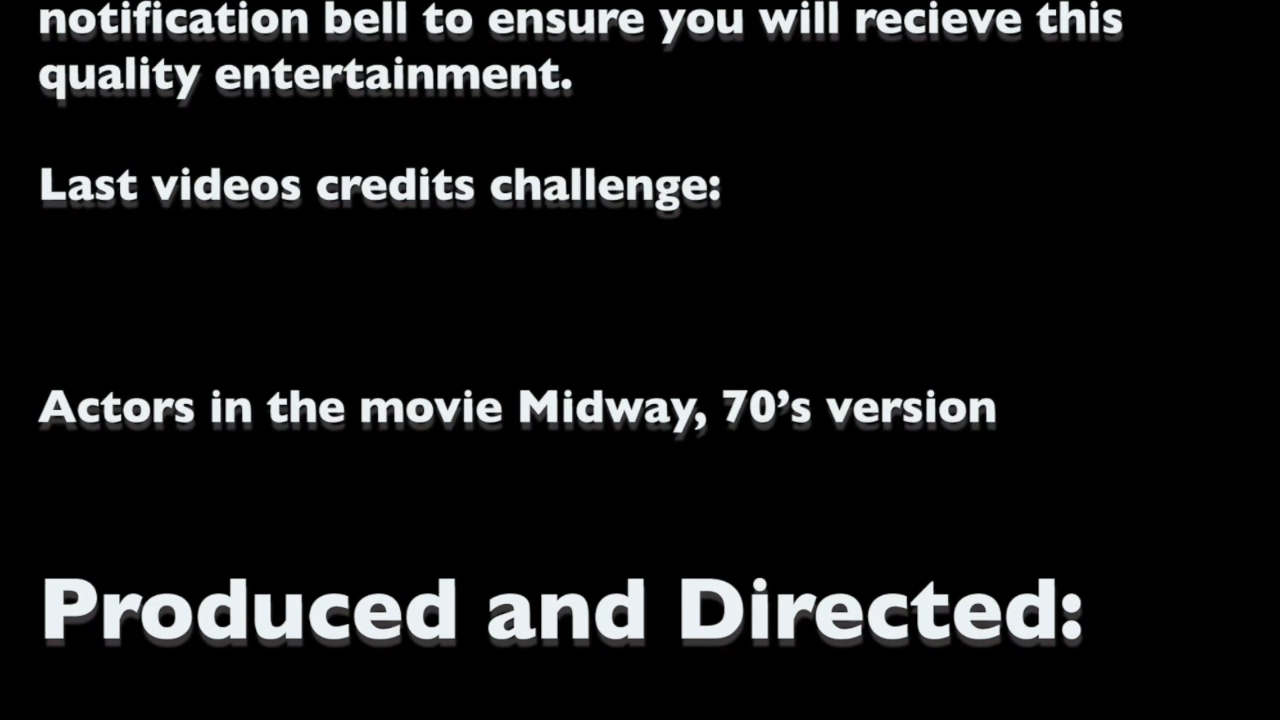 notification bell to ensure you will recieve this
quality entertainment.
Last videos credits challenge:
Actors in the movie Midway, 70’s version
Produced and Directed: